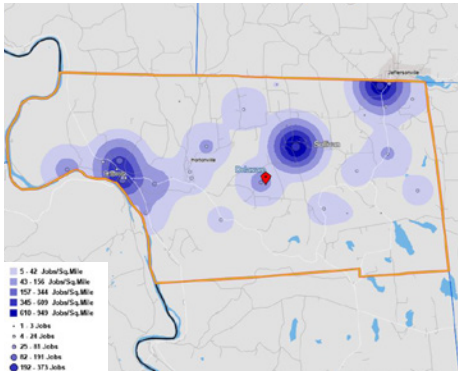 Jeffersonville
Hortonville
Delaware
5 - 42 Jobs/Sq.Mile
43 - 156 Jobs/Sq.Mile
157 - 344 Jobs/Sq.Mile
345 - 609 Jobs/Sq.Mile
610 - 949 Jobs/Sq.Mile
1 - 3 Jobs
4 - 24 Jobs
25 - 81 Jobs
82 - 191 Jobs
192 - 373 Jobs